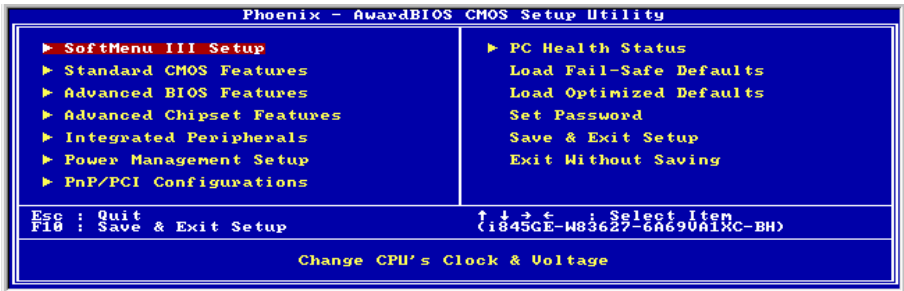 Phoenix - AwardBIOS CMOS Setup Utility
▶ SoftMenu III Setup
▶ Standard CMOS Features
▶ Advanced BIOS Features
▶ Advanced Chipset Features
▶ Integrated Peripherals
▶ Power Management Setup
▶ PnP/PCI Configurations
▶ PC Health Status
Load Fail-Safe Defaults
Load Optimized Defaults
Set Password
Save & Exit Setup
Exit Without Saving
Esc : Quit
F10 : Save & Exit Setup
↑ ↓ → ← : Select Item
(i845GE-W83627-6A69VA1XC-BH)
Change CPU's Clock & Voltage